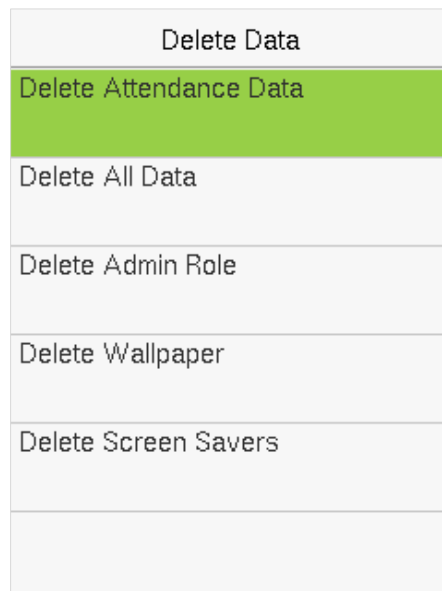 Delete Data
Delete Attendance Data
Delete All Data
Delete Admin Role
Delete Wallpaper
Delete Screen Savers